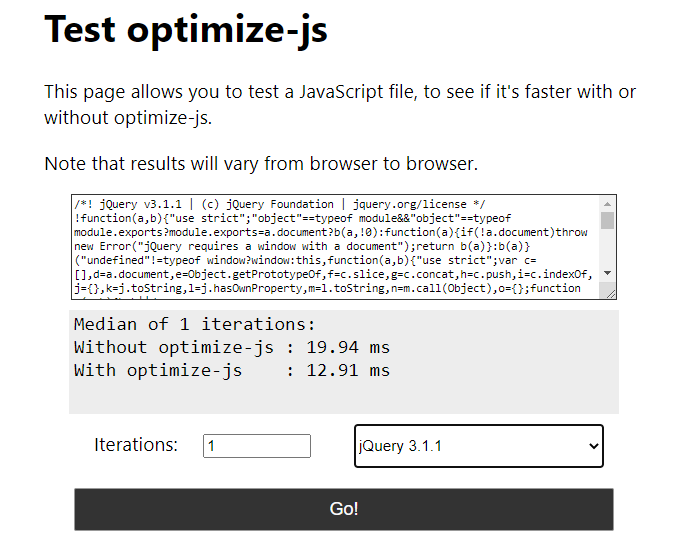 Test optimize-js
This page allows you to test a JavaScript file, to see if it's faster with or
without optimize-js.
Note that results will vary from browser to browser.
/*! jQuery v3.1.1 | (c) jQuery Foundation | jquery.org/license */
!function(a,b){"use strict";"object"==typeof module&&"object"==typeof
module.exports?module.exports=a.document?b(a,!0):function(a){if(!a.document)throw
new Error("jQuery requires a window with a document");return b(a)}:b(a)}
("undefined"!=typeof window?window:this,function(a,b){"use strict";var c=
[],d=a.document,e=Object.getPrototypeOf,f=c.slice,g=c.concat,h=c.push,i=c.indexOf,
j={},k=j.toString,l=j.hasOwnProperty,m=l.toString,n=m.call(Object),o={};function
Median of 1 iterations:
Without optimize-js : 19.94 ms
With optimize-js    : 12.91 ms
Iterations: 1 jQuery 3.1.1
Go!